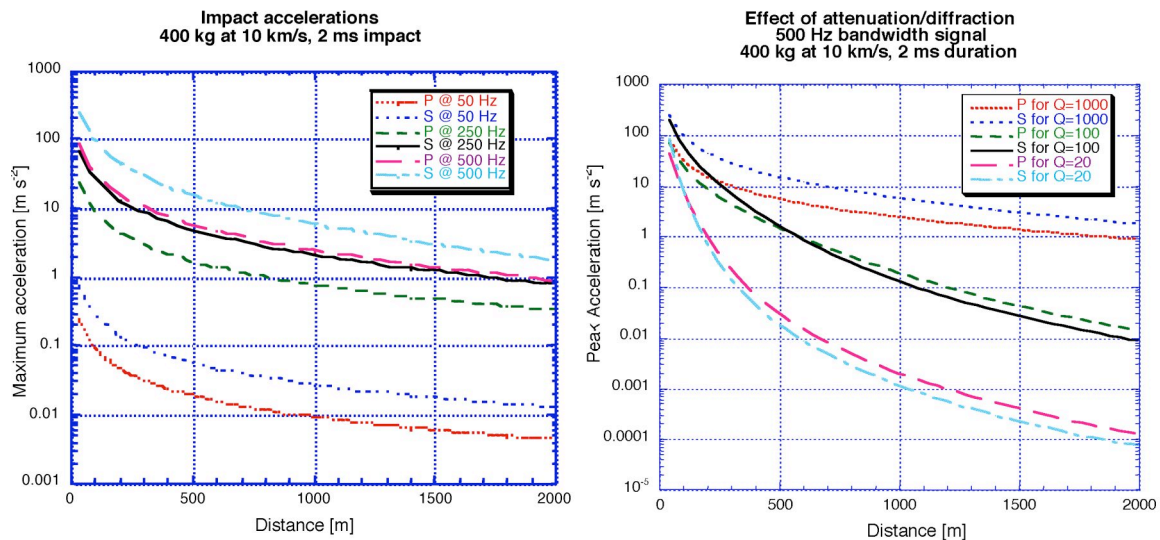 Impact accelerations
400 kg at 10 km/s, 2 ms impact
1000
100
10
1
0.1
0.01
0.001
Maximum acceleration [m s⁻²]
P @ 50 Hz
S @ 50 Hz
P @ 250 Hz
S @ 250 Hz
P @ 500 Hz
S @ 500 Hz
0 500 1000 1500 2000
Distance [m]
Effect of attenuation/diffraction
500 Hz bandwidth signal
400 kg at 10 km/s, 2 ms duration
1000
100
10
1
0.1
0.01
0.001
0.0001
10⁻⁵
Peak Acceleration [m s⁻²]
P for Q=1000
S for Q=1000
P for Q=100
S for Q=100
P for Q=20
S for Q=20
0 500 1000 1500 2000
Distance [m]